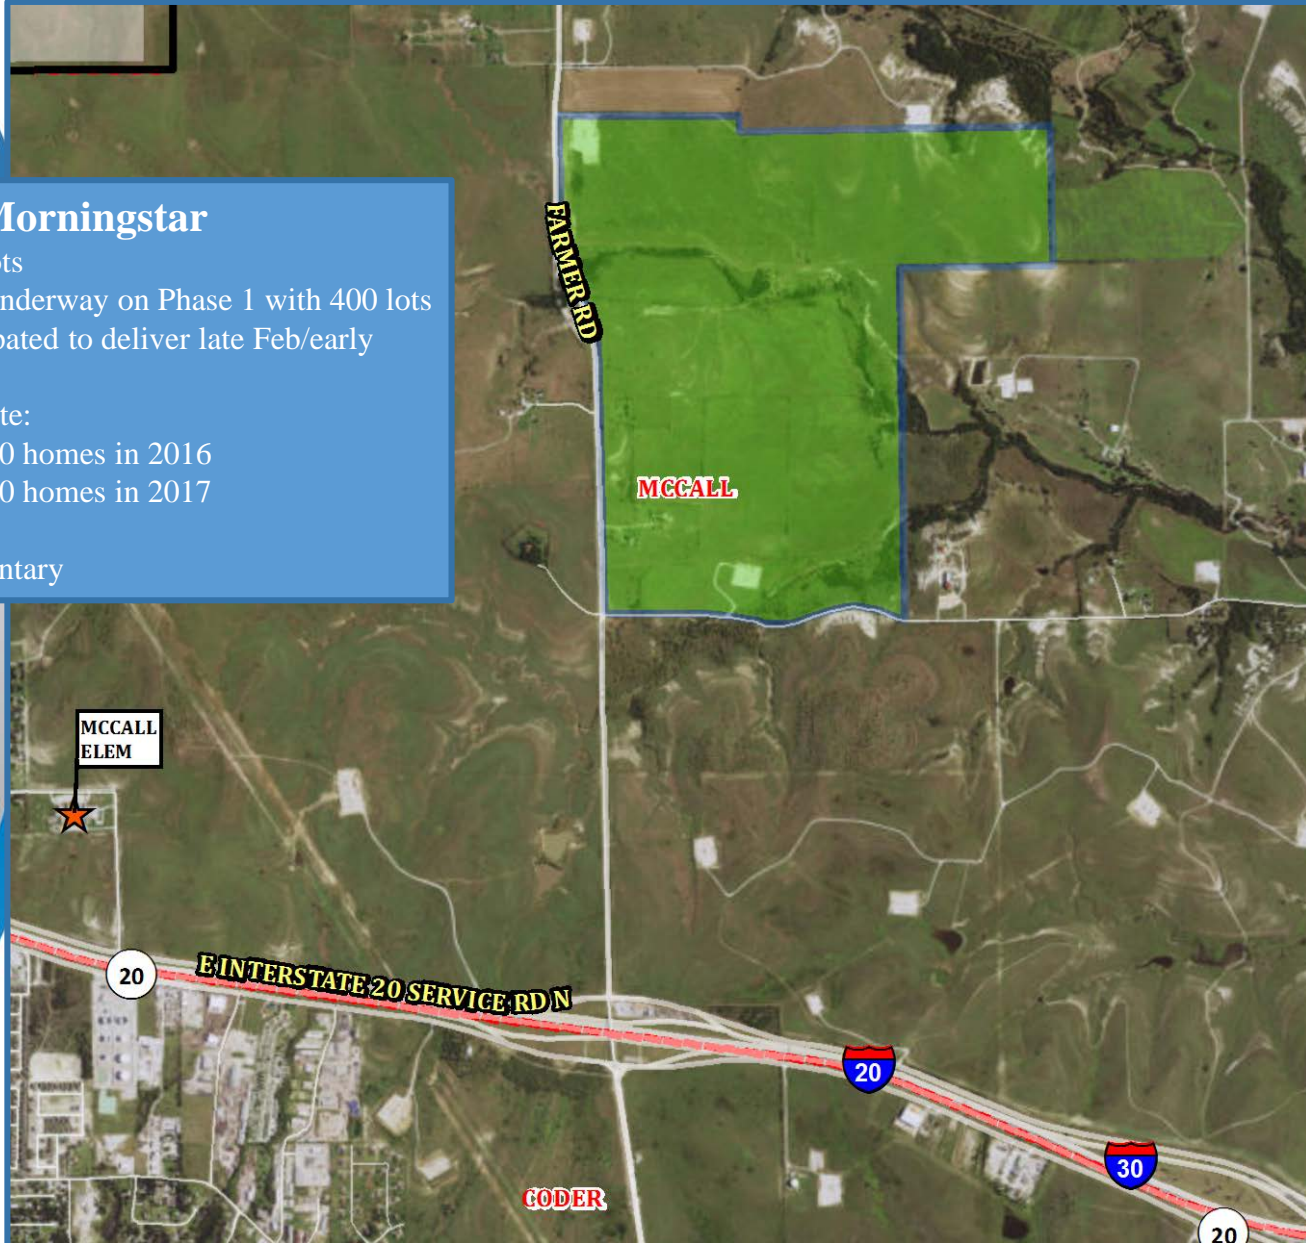 Morningstar
nderway on Phase 1 with 400 lots
pated to deliver late Feb/early
te:
0 homes in 2016
0 homes in 2017
ntary
FARMER RD
MCCALL
MCCALL
ELEM
20
E INTERSTATE 20 SERVICE RD N
20
30
CODER
20